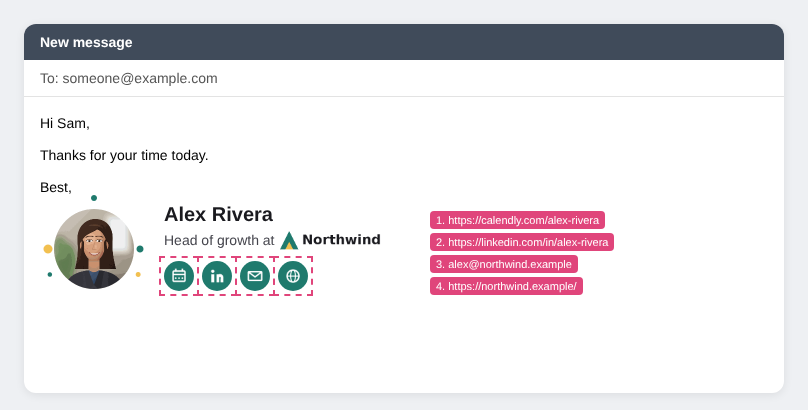 New message
To: someone@example.com
Hi Sam,
Thanks for your time today.
Best,
Alex Rivera
Head of growth at Northwind
1. https://calendly.com/alex-rivera
2. https://linkedin.com/in/alex-rivera
3. alex@northwind.example
4. https://northwind.example/
in